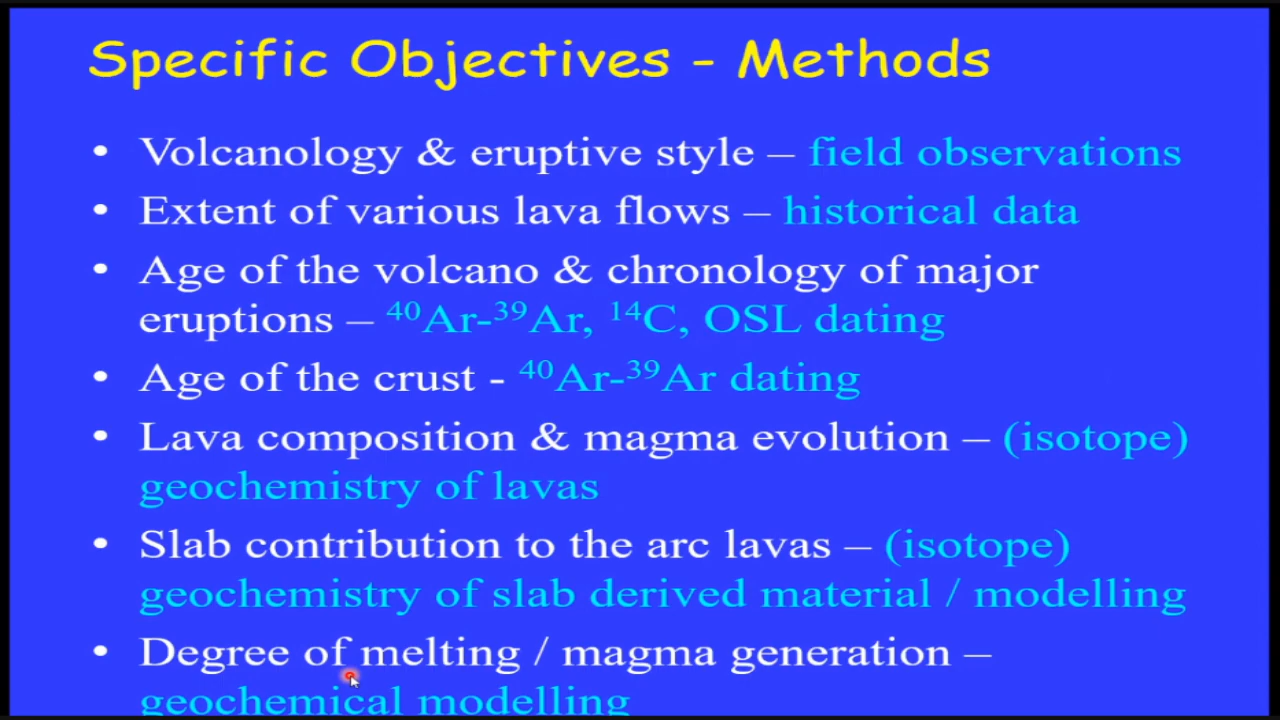 Specific Objectives - Methods
• Volcanology & eruptive style – field observations
• Extent of various lava flows – historical data
• Age of the volcano & chronology of major
eruptions – ⁴⁰Ar-³⁹Ar, ¹⁴C, OSL dating
• Age of the crust - ⁴⁰Ar-³⁹Ar dating
• Lava composition & magma evolution – (isotope)
geochemistry of lavas
• Slab contribution to the arc lavas – (isotope)
geochemistry of slab derived material / modelling
• Degree of melting / magma generation –
geochemical modelling